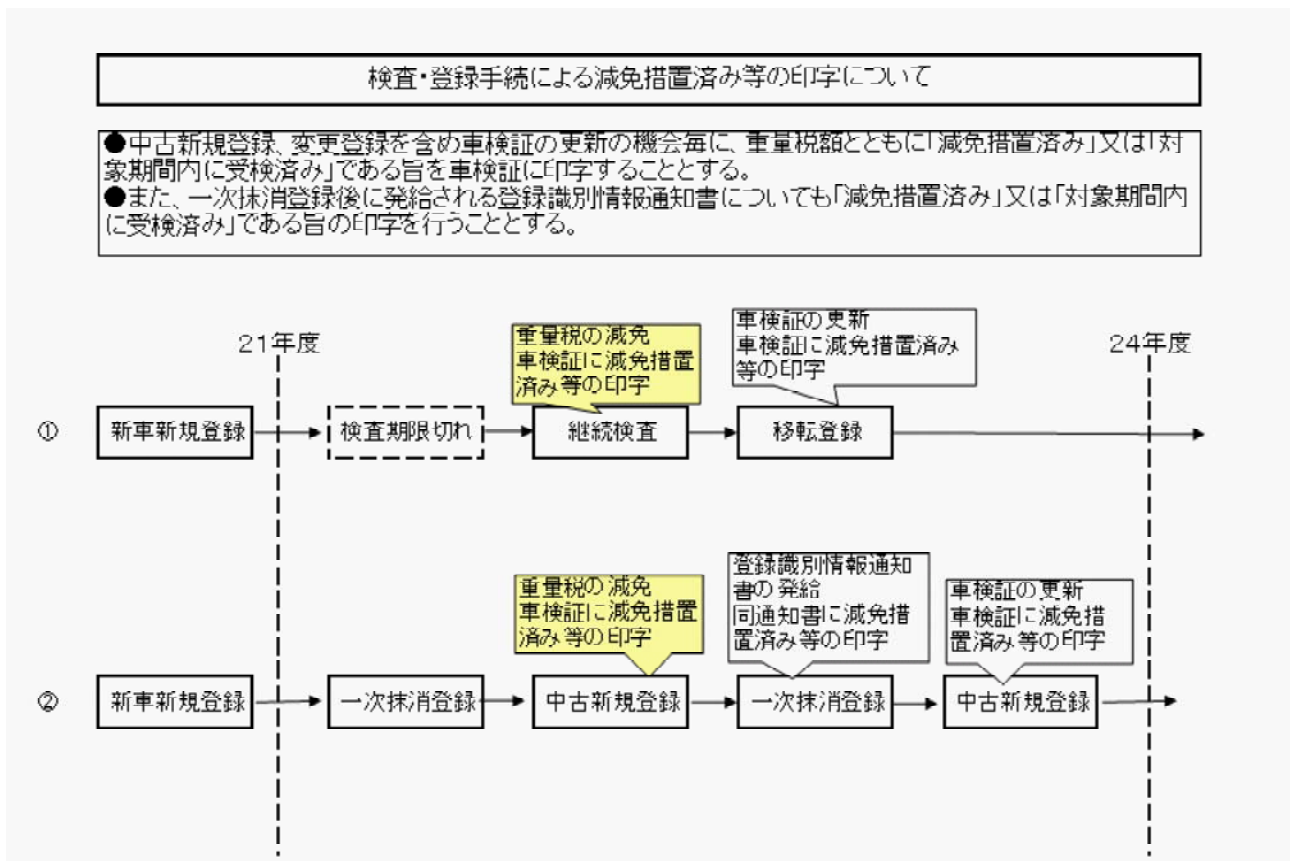 検査・登録手続による減免措置済み等の印字について
●中古新規登録、変更登録を含め車検証の更新の機会毎に、重量税額とともに「減免措置済み」又は「対
象期間内に受検済み」である旨を車検証に印字することとする。
●また、一次抹消登録後に発給される登録識別情報通知書についても「減免措置済み」又は「対象期間内
に受検済み」である旨の印字を行うこととする。
21年度
重量税の減免
車検証に減免措置
済み等の印字
車検証の更新
車検証に減免措置済み
等の印字
24年度
①
新車新規登録
検査期限切れ
継続検査
移転登録
重量税の減免
車検証に減免措置
済み等の印字
登録識別情報通知
書の発給
同通知書に減免措
置済み等の印字
車検証の更新
車検証に減免措
置済み等の印字
②
新車新規登録
一次抹消登録
中古新規登録
一次抹消登録
中古新規登録